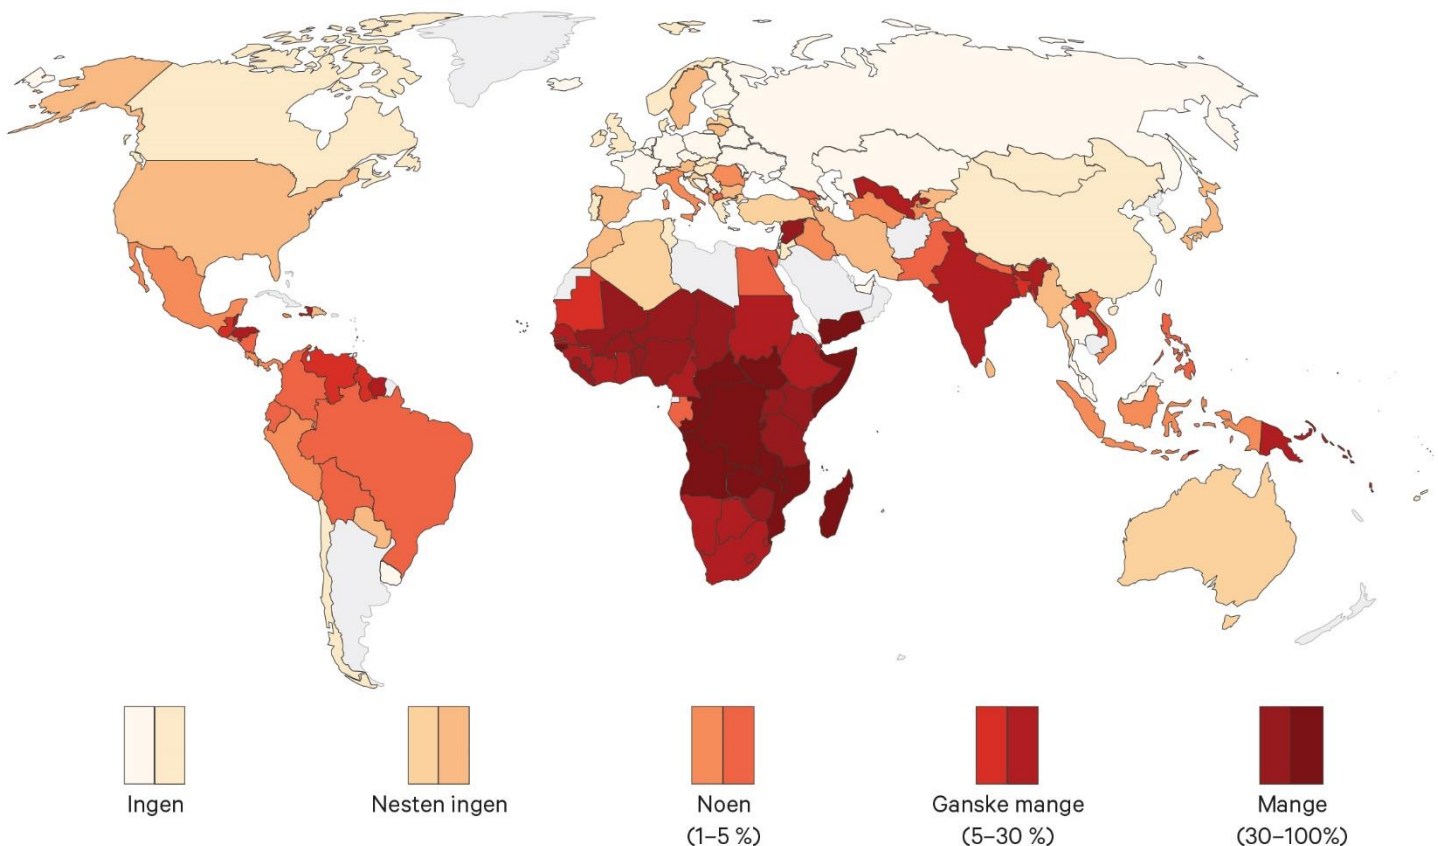 Ingen
Nesten ingen
Noen
(1–5 %)
Ganske mange
(5–30 %)
Mange
(30–100%)